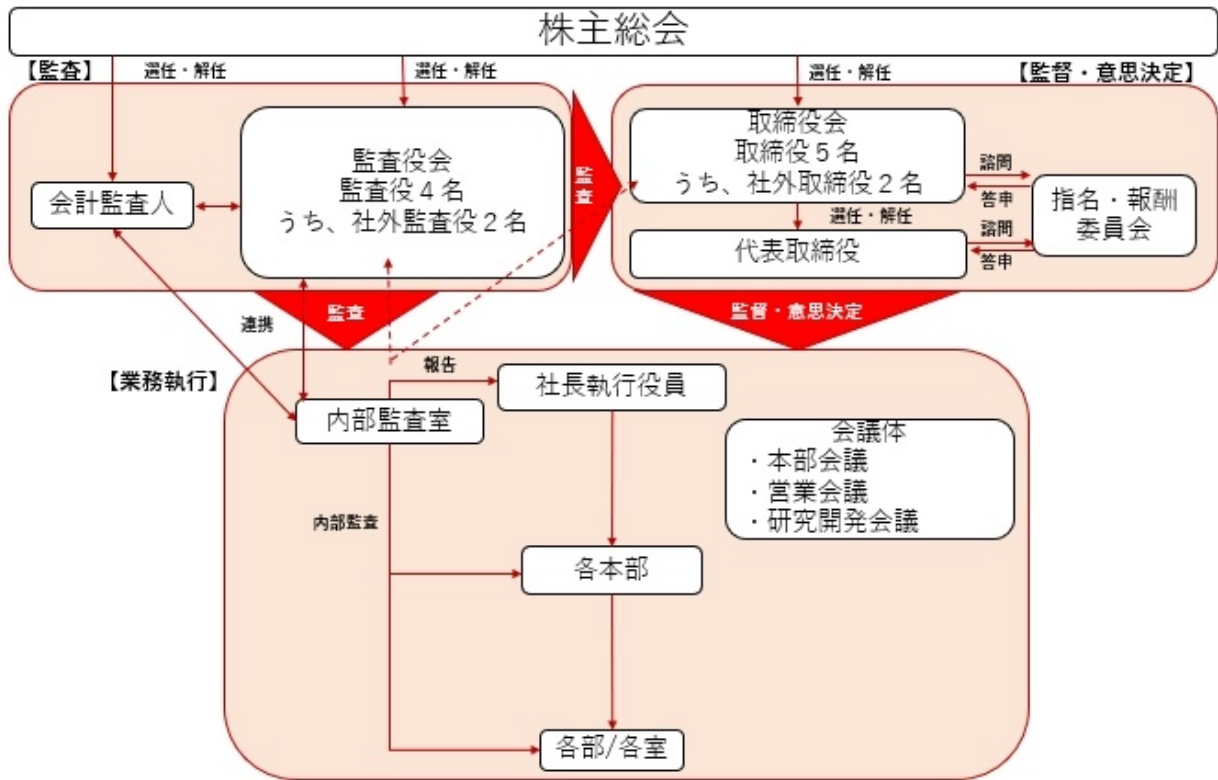 株主総会
【監査】
選任・解任
選任・解任
選任・解任
【監督・意思決定】
監査役会
監査役４名
うち、社外監査役２名
会計監査人
監査
取締役会
取締役５名
うち、社外取締役２名
諮問
答申
指名・報酬
委員会
選任・解任
代表取締役
諮問
答申
連携
監査
監督・意思決定
【業務執行】
報告
社長執行役員
内部監査室
会議体
・本部会議
・営業会議
・研究開発会議
内部監査
各本部
各部/各室